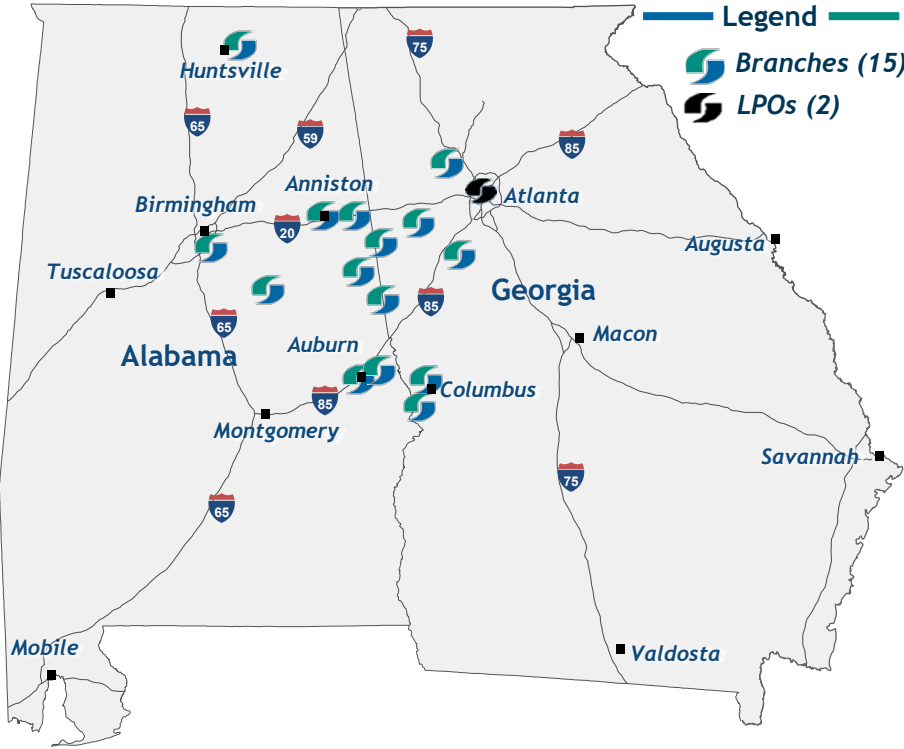 Legend
Branches (15)
LPOs (2)
75
Huntsville
65
59
85
Anniston
Atlanta
Birmingham
20
Augusta
Tuscaloosa
Georgia
85
65
Macon
Auburn
Alabama
Columbus
85
Montgomery
Savannah
75
65
Mobile
Valdosta